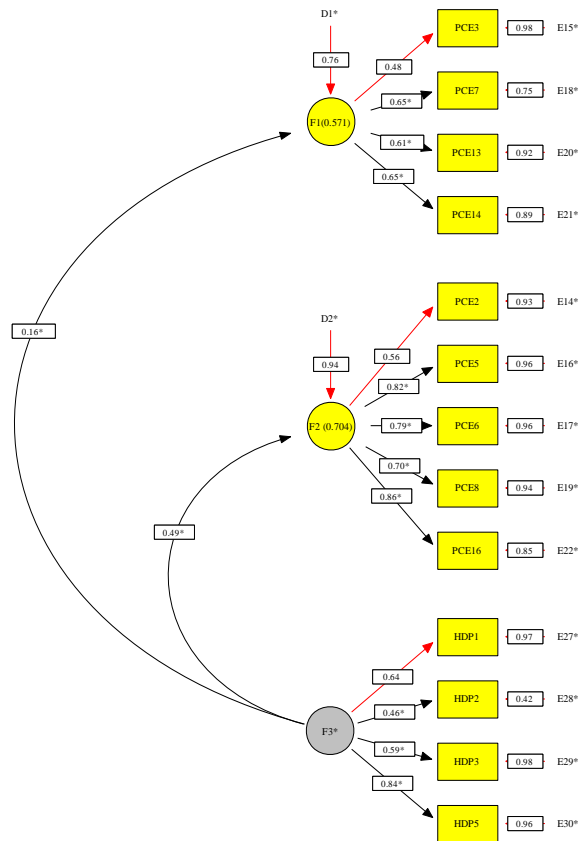 D1*
PCE3
0.98
E15*
0.76
0.48
PCE7
0.75
E18*
0.65*
F1(0.571)
0.61*
PCE13
0.92
E20*
0.65*
PCE14
0.89
E21*
PCE2
0.93
E14*
D2*
0.16*
0.56
0.94
PCE5
0.96
E16*
0.82*
F2 (0.704)
0.79*
PCE6
0.96
E17*
0.70*
PCE8
0.94
E19*
0.86*
0.49*
PCE16
0.85
E22*
HDP1
0.97
E27*
0.64
HDP2
0.42
E28*
0.46*
F3*
0.59*
HDP3
0.98
E29*
0.84*
HDP5
0.96
E30*